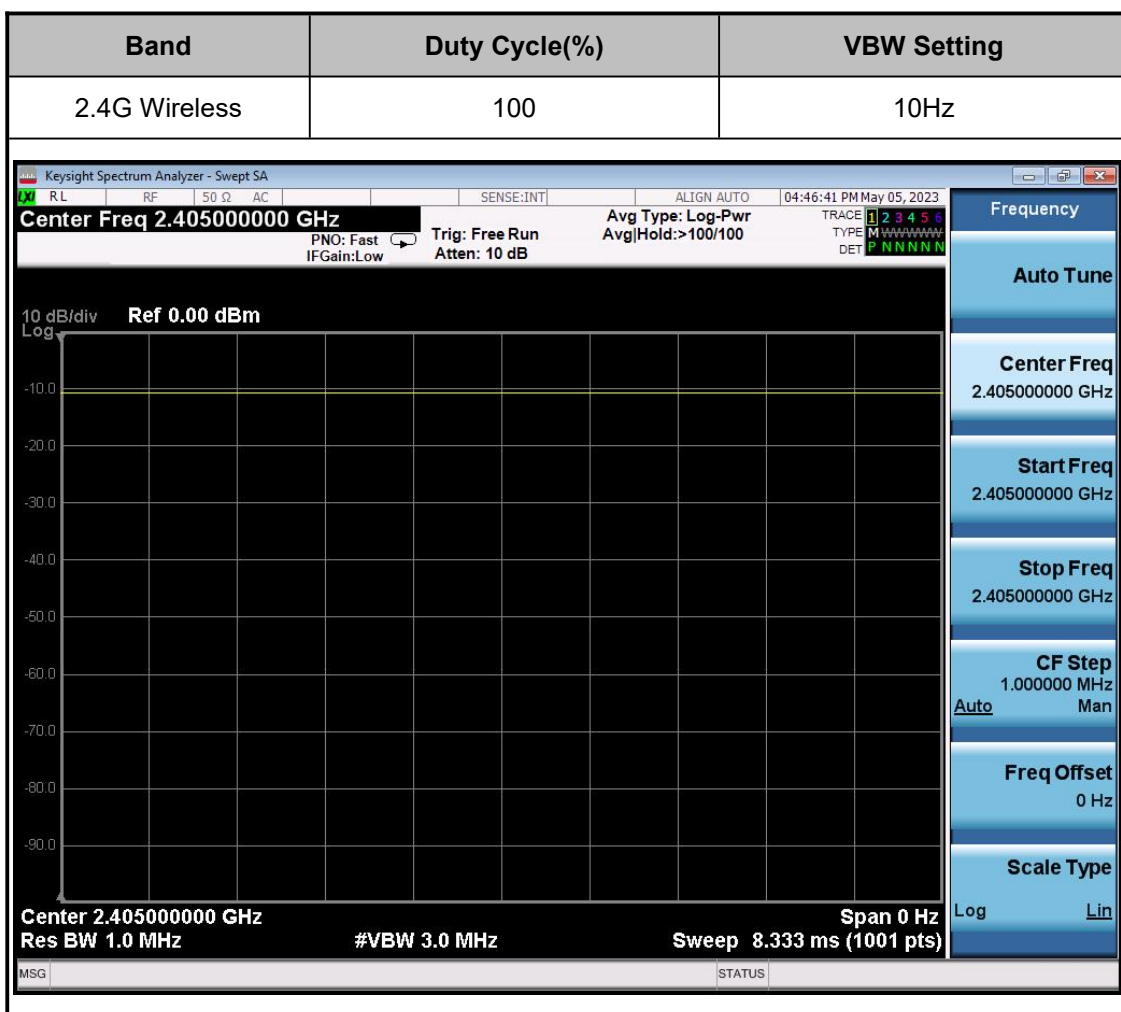 Band Duty Cycle(%) VBW Setting
2.4G Wireless 100 10Hz
Keysight Spectrum Analyzer - Swept SA
LXI RL RF 50 Ω AC SENSE:INT ALIGN AUTO 04:46:41 PM May 05, 2023
Center Freq 2.405000000 GHz Avg Type: Log-Pwr TRACE 1 2 3 4 5 6
PNO: Fast Trig: Free Run Avg|Hold:>100/100 TYPE M WWWWW
IFGain:Low Atten: 10 dB DET P N N N N N
Frequency
Auto Tune
10 dB/div Ref 0.00 dBm
Log
-10.0
-20.0
-30.0
-40.0
-50.0
-60.0
-70.0
-80.0
-90.0
Center 2.405000000 GHz Span 0 Hz
Res BW 1.0 MHz #VBW 3.0 MHz Sweep 8.333 ms (1001 pts)
Center Freq
2.405000000 GHz
Start Freq
2.405000000 GHz
Stop Freq
2.405000000 GHz
CF Step
1.000000 MHz
Auto Man
Freq Offset
0 Hz
Scale Type
Log Lin
MSG STATUS